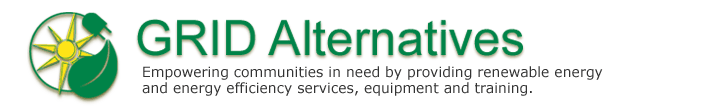 GRID Alternatives
Empowering communities in need by providing renewable energy
and energy efficiency services, equipment and training.